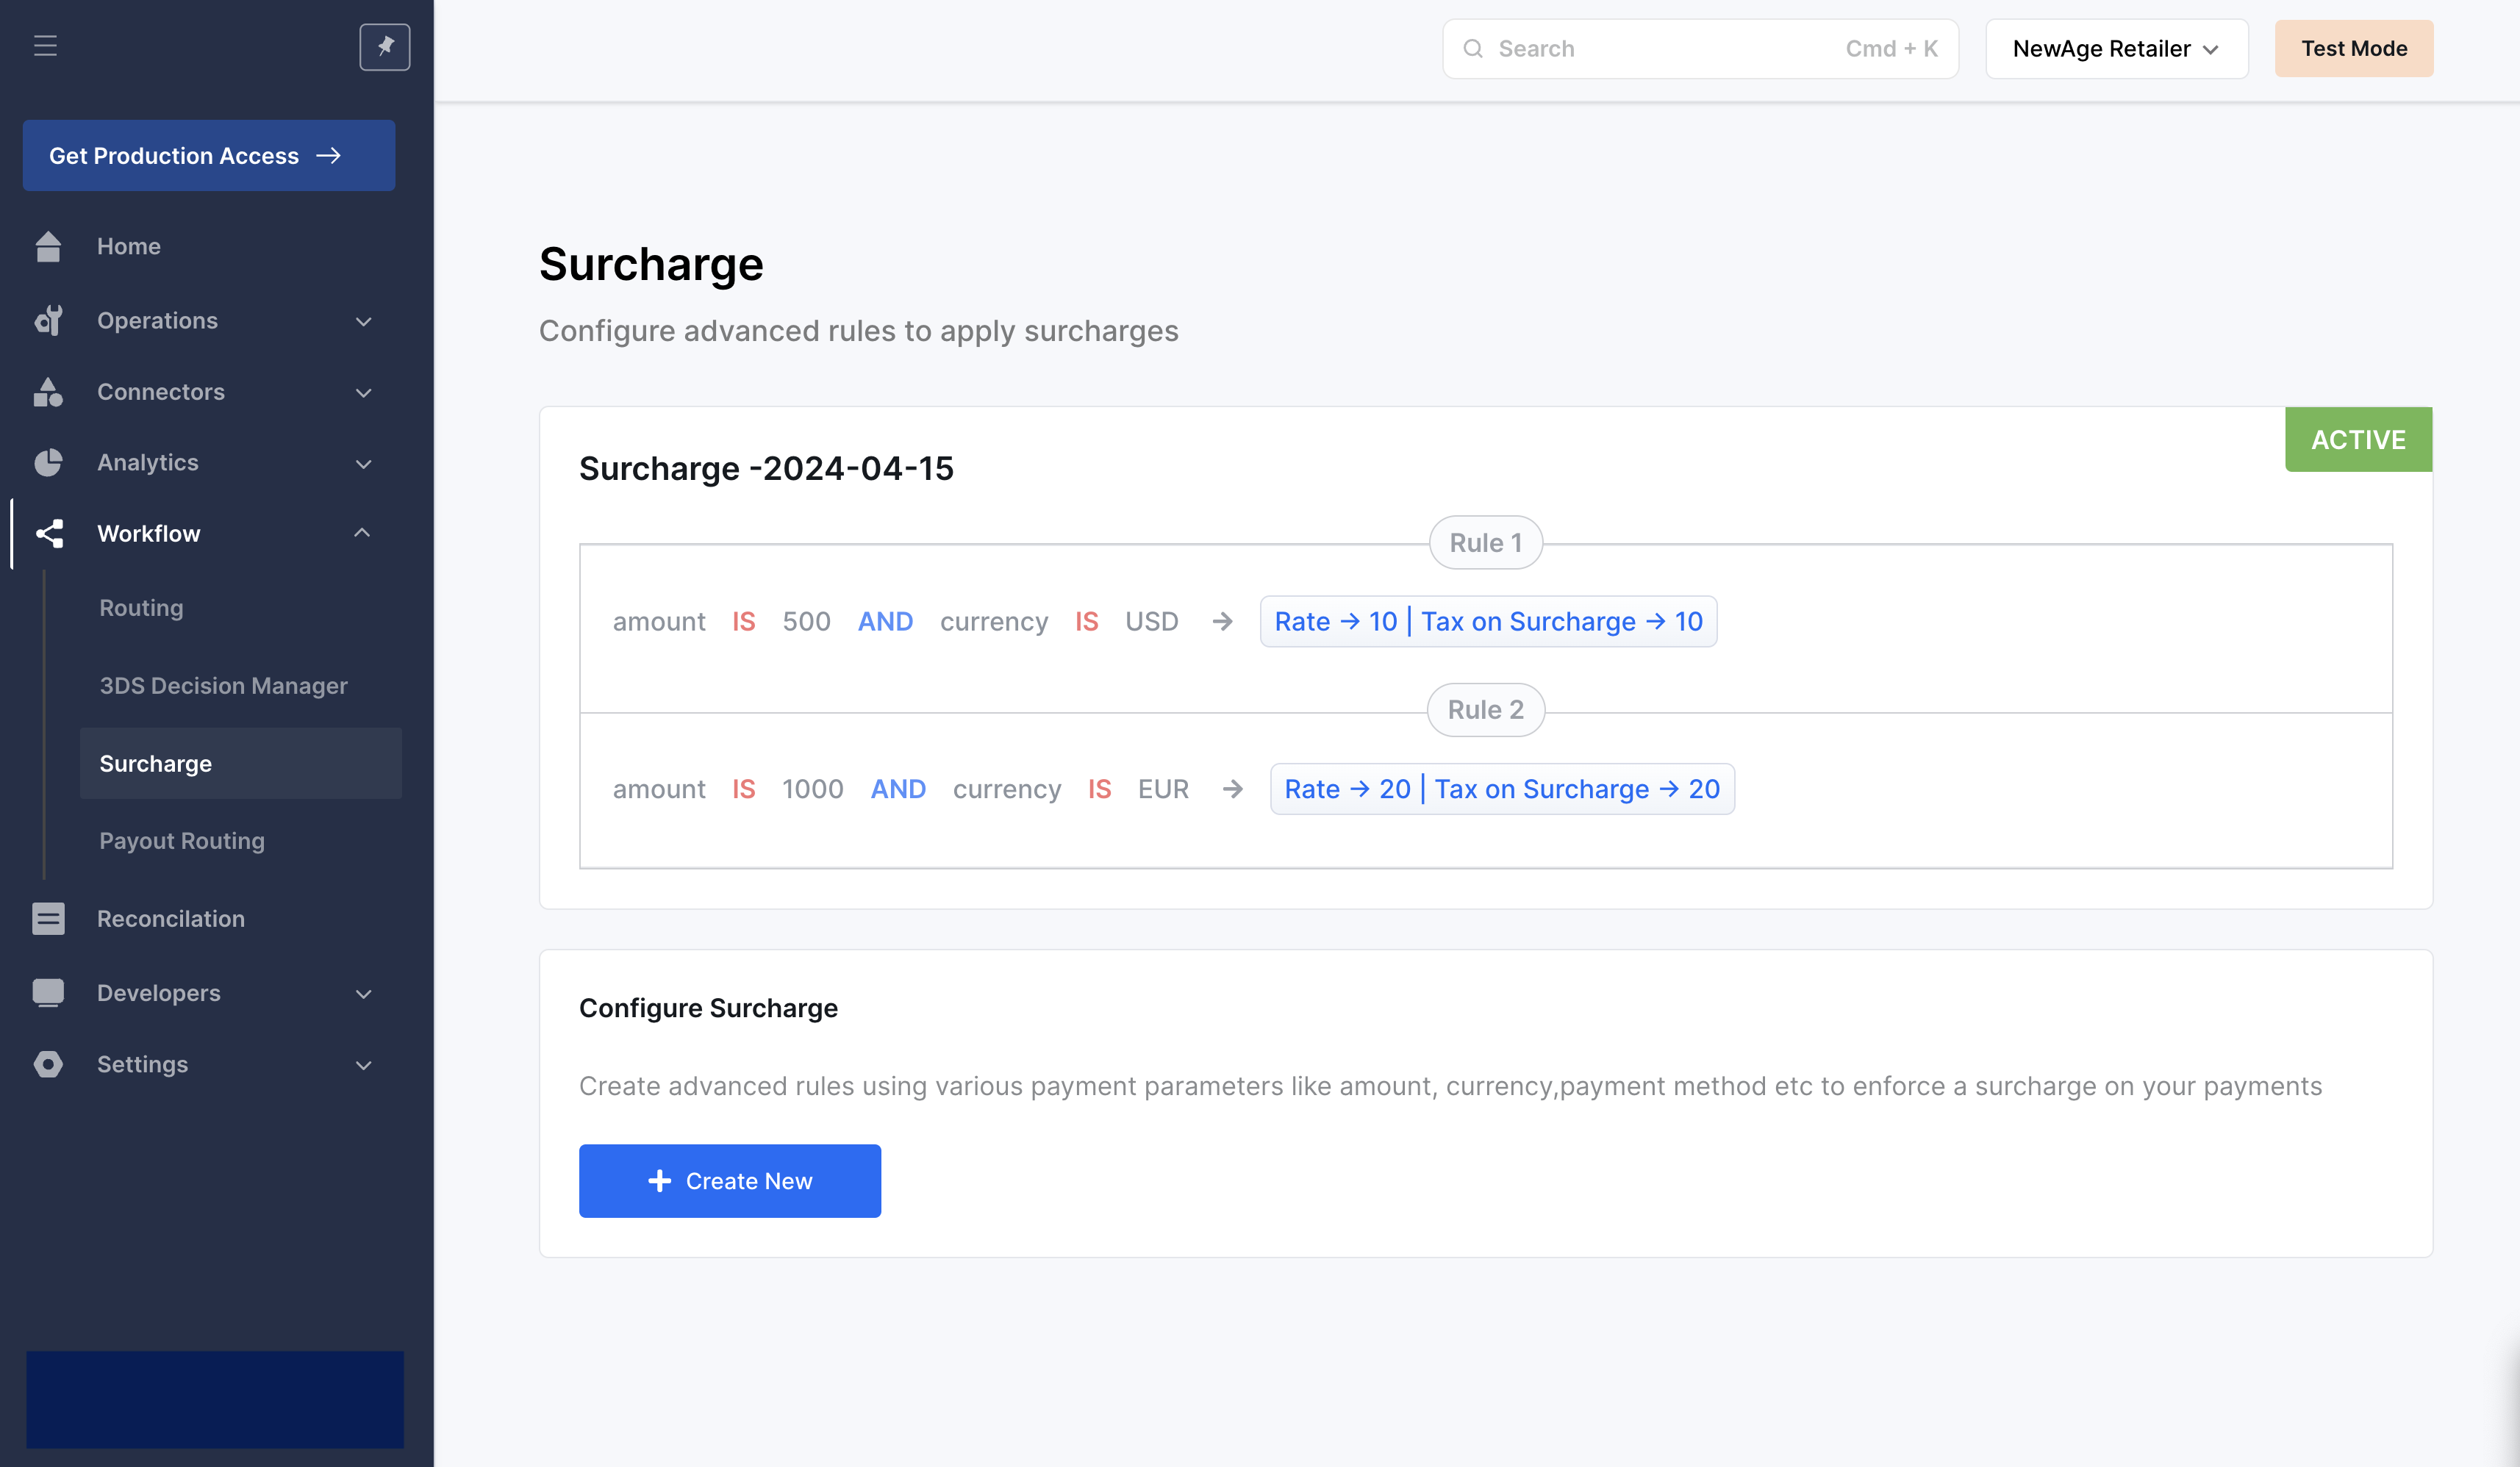 Search Cmd + K NewAge Retailer Test Mode
Get Production Access →
Home
Operations
Connectors
Analytics
Workflow
Routing
3DS Decision Manager
Surcharge
Payout Routing
Reconcilation
Developers
Settings
Surcharge
Configure advanced rules to apply surcharges
ACTIVE
Surcharge -2024-04-15
Rule 1
amount IS 500 AND currency IS USD → Rate → 10 | Tax on Surcharge → 10
Rule 2
amount IS 1000 AND currency IS EUR → Rate → 20 | Tax on Surcharge → 20
Configure Surcharge
Create advanced rules using various payment parameters like amount, currency,payment method etc to enforce a surcharge on your payments
+ Create New